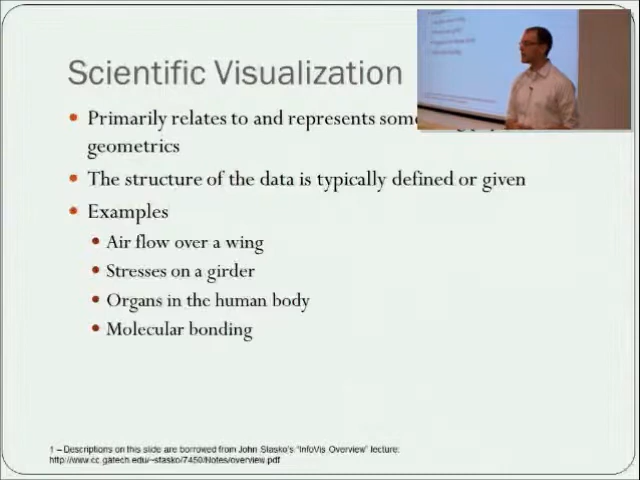 Scientific Visualization
Primarily relates to and represents some
geometrics
The structure of the data is typically defined or given
Examples
Air flow over a wing
Stresses on a girder
Organs in the human body
Molecular bonding
1 – Descriptions on this slide are borrowed from John Stasko's "InfoVis Overview" lecture:
http://www.cc.gatech.edu/~stasko/7450/Notes/overview.pdf